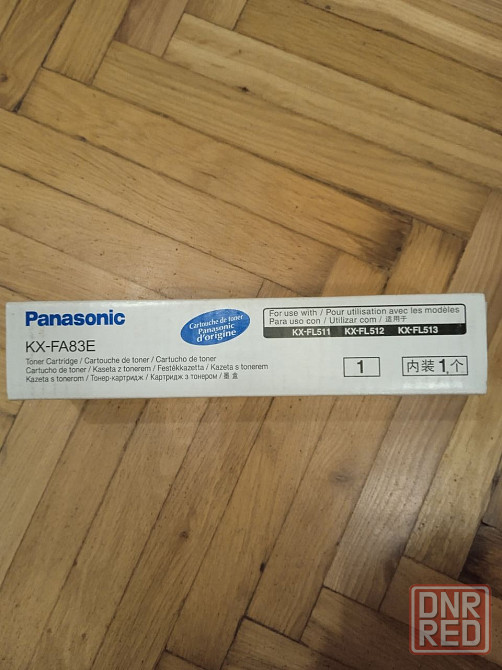 Panasonic
KX-FA83E
Toner Cartridge / Cartouche de toner / Cartucho de toner
Cartucho do toner / Kaseta z tonerem / Festékkazetta / Kazeta s tonerem
Kazeta s tonerom / Тонер-картридж / Картридж з тонером / 墨 盒
Cartouche de toner
Panasonic
d'origine
For use with / Pour utilisation avec les modèles
Para uso con / Utilizar com / 适用于
KX-FL511 KX-FL512 KX-FL513
1
内装 1 个
DNR
RED